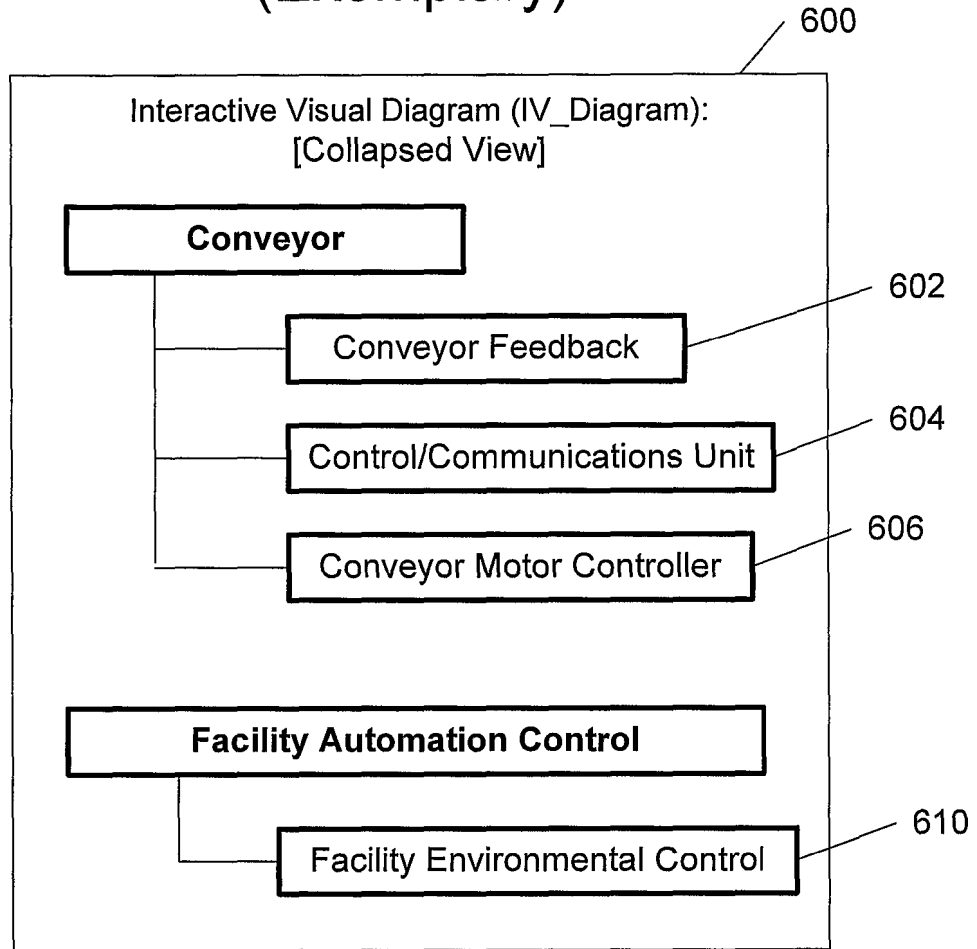 600
Interactive Visual Diagram (IV_Diagram):
[Collapsed View]
Conveyor
602
Conveyor Feedback
604
Control/Communications Unit
606
Conveyor Motor Controller
Facility Automation Control
610
Facility Environmental Control